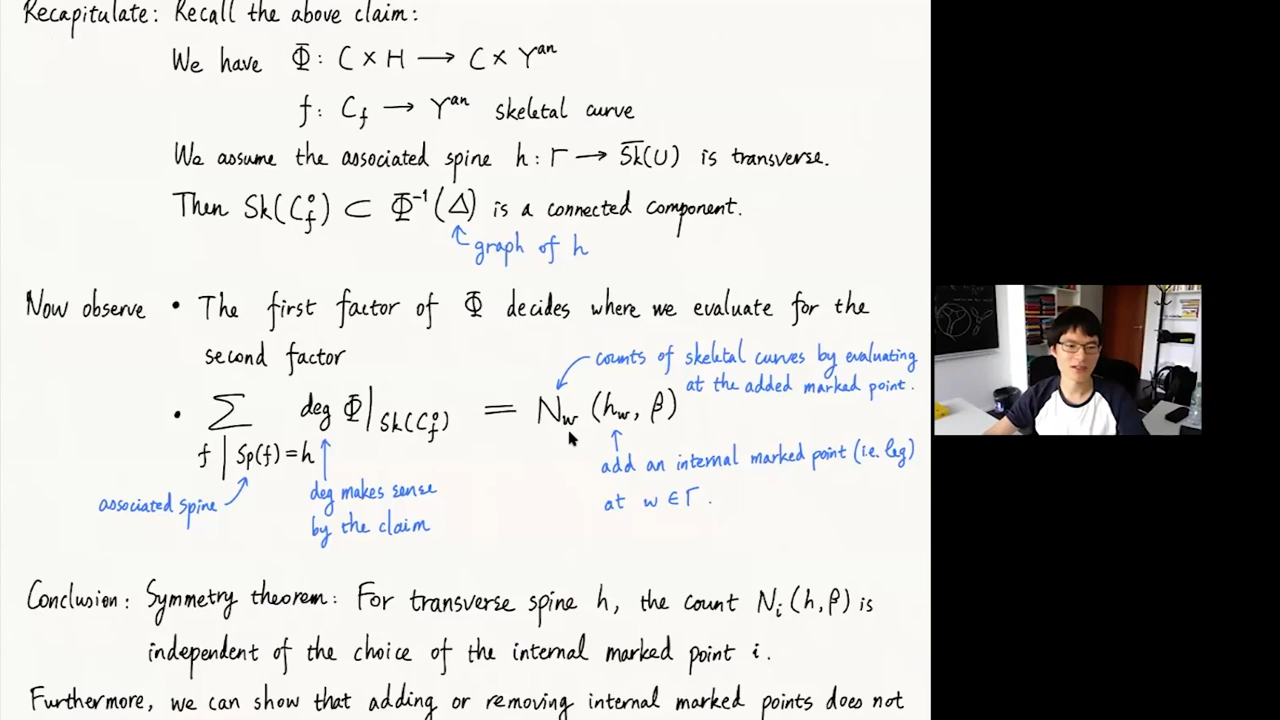 Recapitulate: Recall the above claim:
We have Φ: C × H → C × Y^an
f: C_f → Y^an skeletal curve
We assume the associated spine h: Γ → S̅k̅(U) is transverse.
Then Sk(C_f°) ⊂ Φ⁻¹(Δ) is a connected component.
graph of h
Now observe • The first factor of Φ decides where we evaluate for the
second factor
counts of skeletal curves by evaluating
at the added marked point.
• ∑ deg Φ|_Sk(C_f°) = N_w (h_w, β)
f | Sp(f) = h
add an internal marked point (i.e. leg)
at w ∈ Γ.
associated spine
deg makes sense
by the claim
Conclusion: Symmetry theorem: For transverse spine h, the count N_i (h, β) is
independent of the choice of the internal marked point i.
Furthermore, we can show that adding or removing internal marked points does not